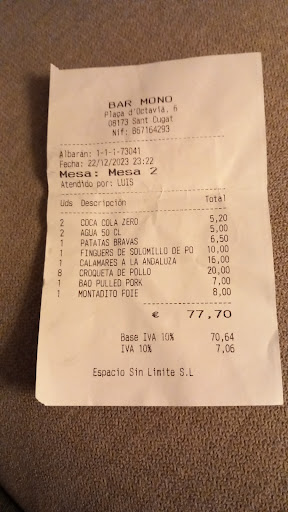 BAR MONO
Plaça d'Octavià, 6
08173 Sant Cugat
Nif: B67164293
Albarán: 1-1-1-73041
Fecha: 22/12/2023 23:22
Mesa: Mesa 2
Atendido por: LUIS
Uds Descripción Total
2 COCA COLA ZERO 5,20
2 AGUA 50 CL 5,00
1 PATATAS BRAVAS 6,50
1 FINGUERS DE SOLOMILLO DE PO 10,00
1 CALAMARES A LA ANDALUZA 16,00
8 CROQUETA DE POLLO 20,00
1 BAO PULLED PORK 7,00
1 MONTADITO FOIE 8,00
€ 77,70
Base IVA 10% 70,64
IVA 10% 7,06
Espacio Sin Limite S.L